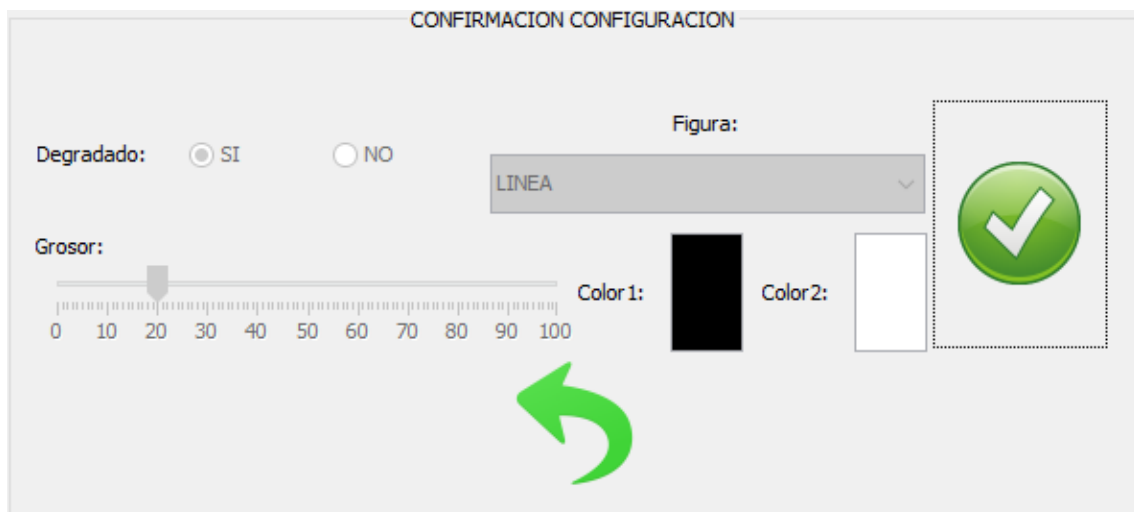 CONFIRMACION CONFIGURACION
Figura:
Degradado: SI NO
LINEA
Grosor:
Color1: Color2:
0 10 20 30 40 50 60 70 80 90 100